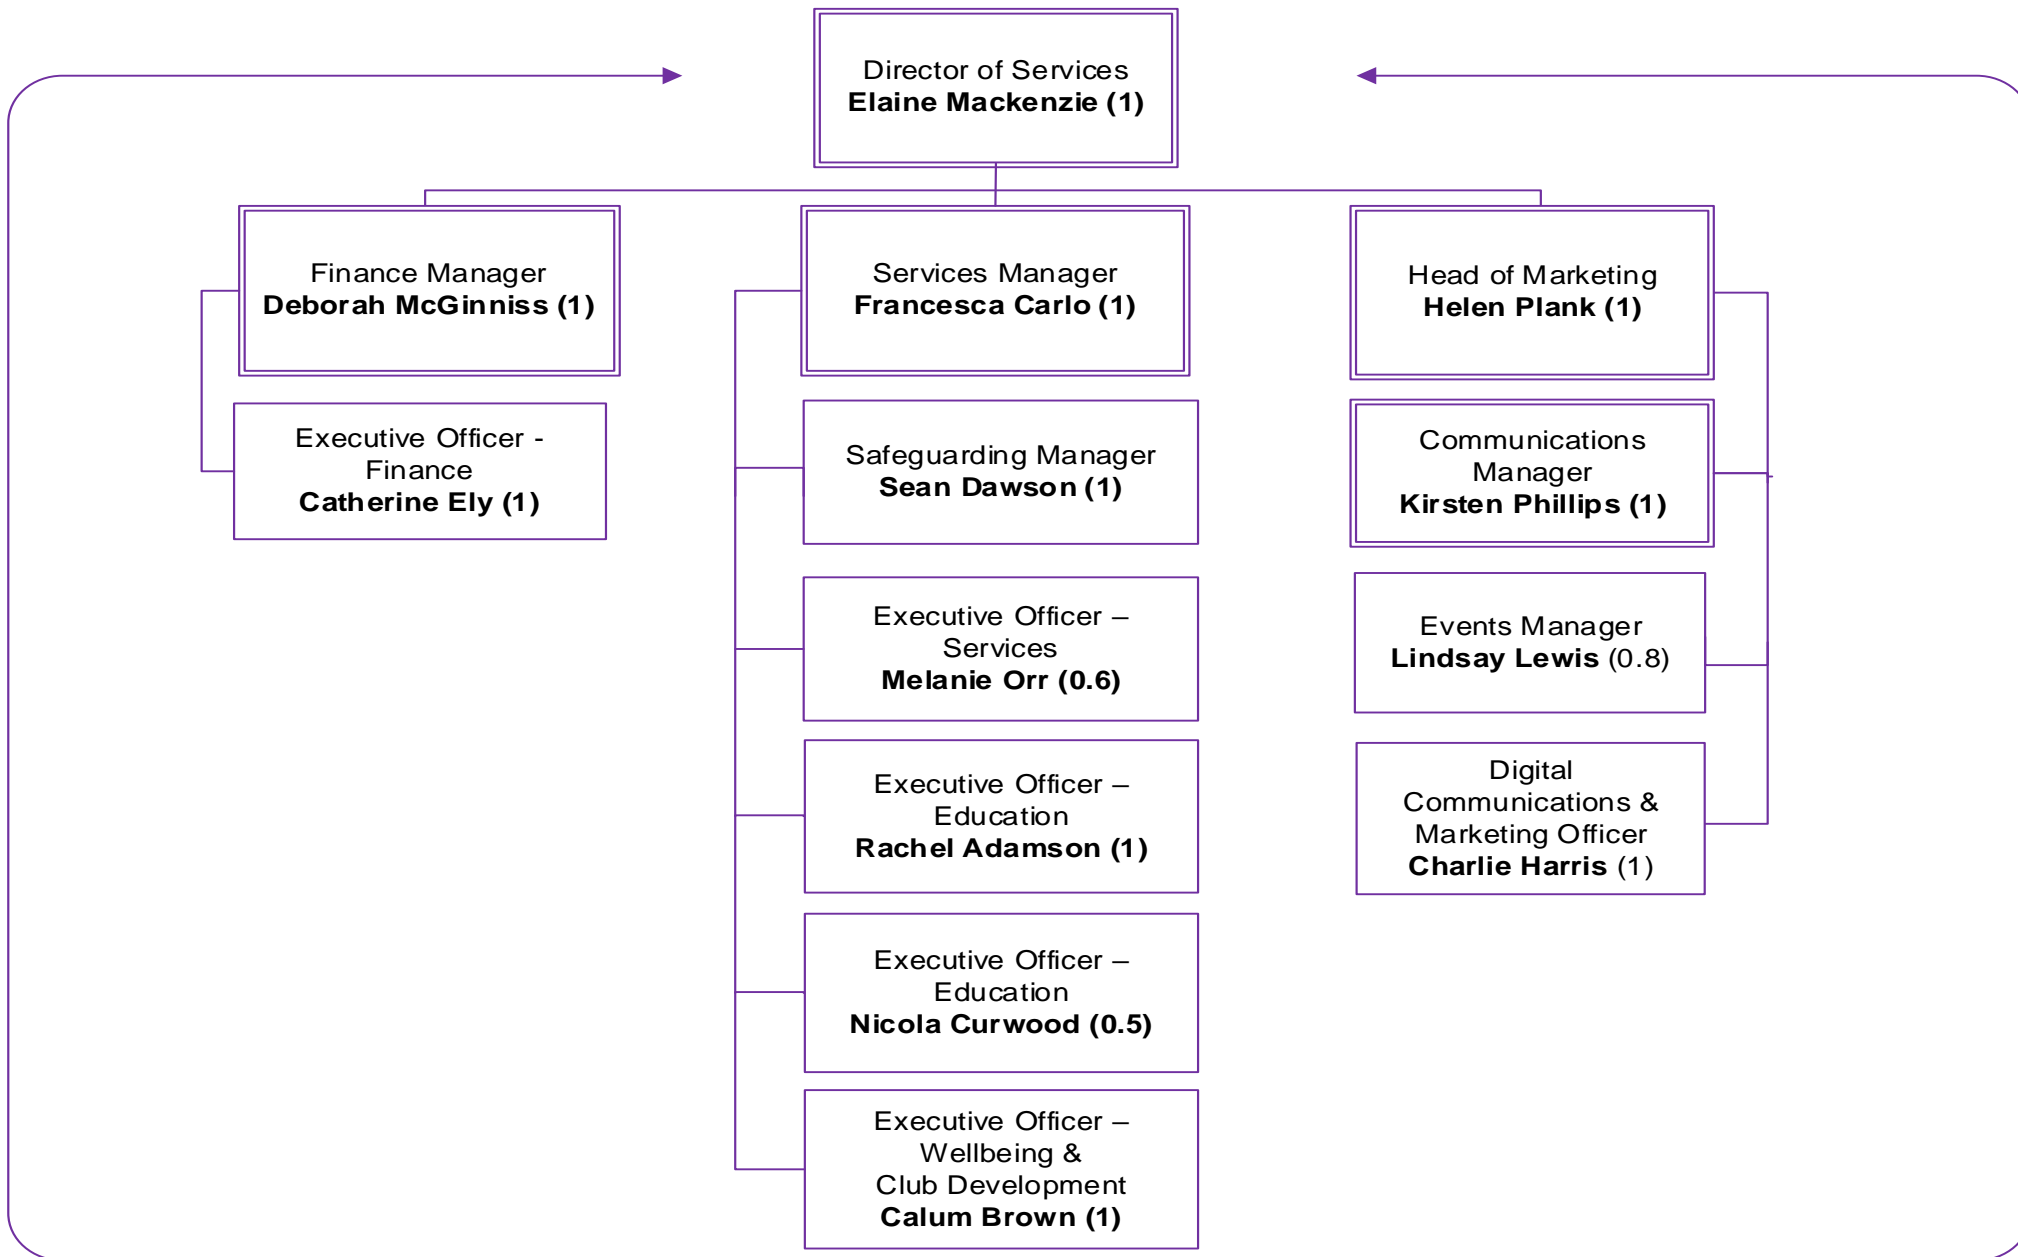 Director of Services
Elaine Mackenzie (1)
Finance Manager
Deborah McGinniss (1)
Executive Officer -
Finance
Catherine Ely (1)
Services Manager
Francesca Carlo (1)
Safeguarding Manager
Sean Dawson (1)
Executive Officer –
Services
Melanie Orr (0.6)
Executive Officer –
Education
Rachel Adamson (1)
Executive Officer –
Education
Nicola Curwood (0.5)
Executive Officer –
Wellbeing &
Club Development
Calum Brown (1)
Head of Marketing
Helen Plank (1)
Communications
Manager
Kirsten Phillips (1)
Events Manager
Lindsay Lewis (0.8)
Digital
Communications &
Marketing Officer
Charlie Harris (1)